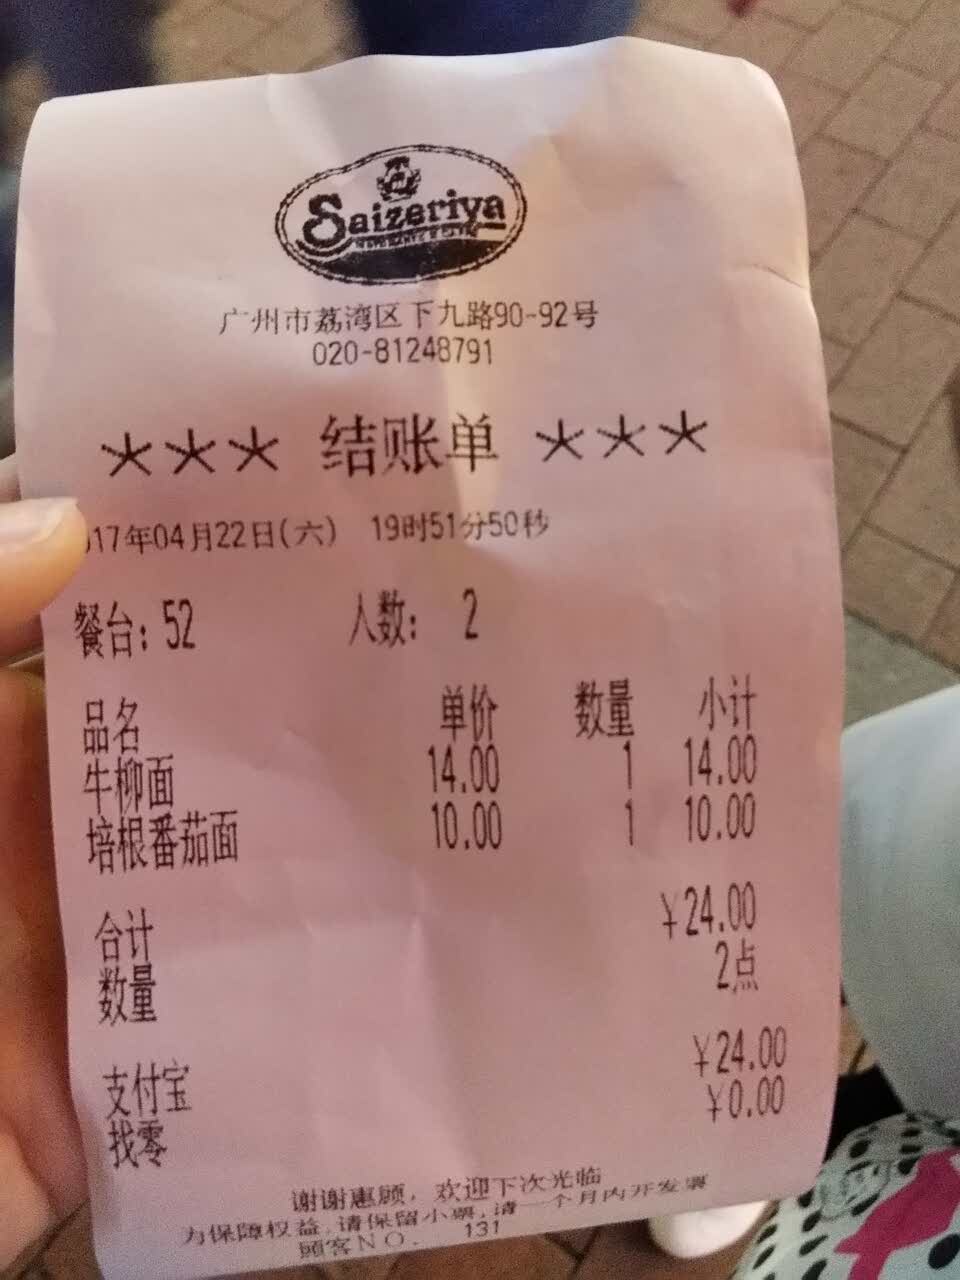 Saizeriya
广州市荔湾区下九路90-92号
020-81248791
*** 结账单 ***
17年04月22日(六) 19时51分50秒
餐台: 52 人数: 2
品名 单价 数量 小计
牛柳面 14.00 1 14.00
培根番茄面 10.00 1 10.00
合计 ¥24.00
数量 2点
支付宝 ¥24.00
找零 ¥0.00
谢谢惠顾，欢迎下次光临
为保障权益,请保留小票,请一个月内开发票
顾客NO. 131